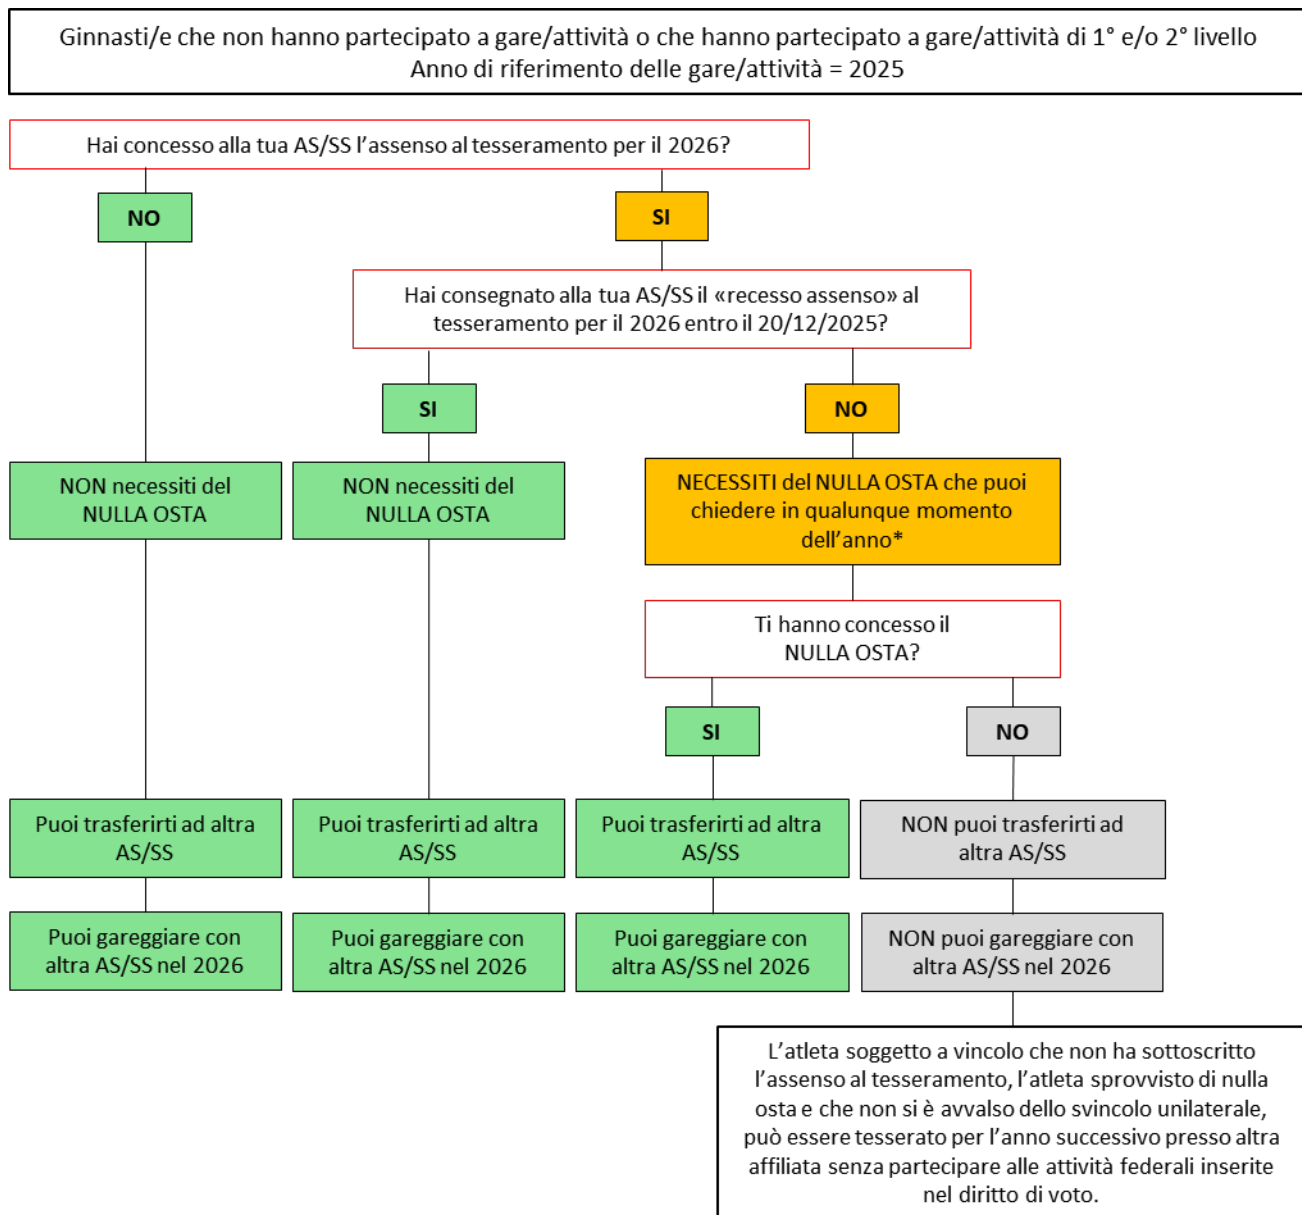 Ginnasti/e che non hanno partecipato a gare/attività o che hanno partecipato a gare/attività di 1° e/o 2° livello
Anno di riferimento delle gare/attività = 2025
Hai concesso alla tua AS/SS l’assenso al tesseramento per il 2026?
NO
SI
Hai consegnato alla tua AS/SS il «recesso assenso» al
tesseramento per il 2026 entro il 20/12/2025?
SI
NO
NON necessiti del
NULLA OSTA
NON necessiti del
NULLA OSTA
NECESSITI del NULLA OSTA che puoi
chiedere in qualunque momento
dell’anno*
Ti hanno concesso il
NULLA OSTA?
SI
NO
Puoi trasferirti ad altra
AS/SS
Puoi trasferirti ad altra
AS/SS
Puoi trasferirti ad altra
AS/SS
NON puoi trasferirti ad
altra AS/SS
Puoi gareggiare con
altra AS/SS nel 2026
Puoi gareggiare con
altra AS/SS nel 2026
Puoi gareggiare con
altra AS/SS nel 2026
NON puoi gareggiare con
altra AS/SS nel 2026
L’atleta soggetto a vincolo che non ha sottoscritto
l’assenso al tesseramento, l’atleta sprovvisto di nulla
osta e che non si è avvalso dello svincolo unilaterale,
può essere tesserato per l’anno successivo presso altra
affiliata senza partecipare alle attività federali inserite
nel diritto di voto.